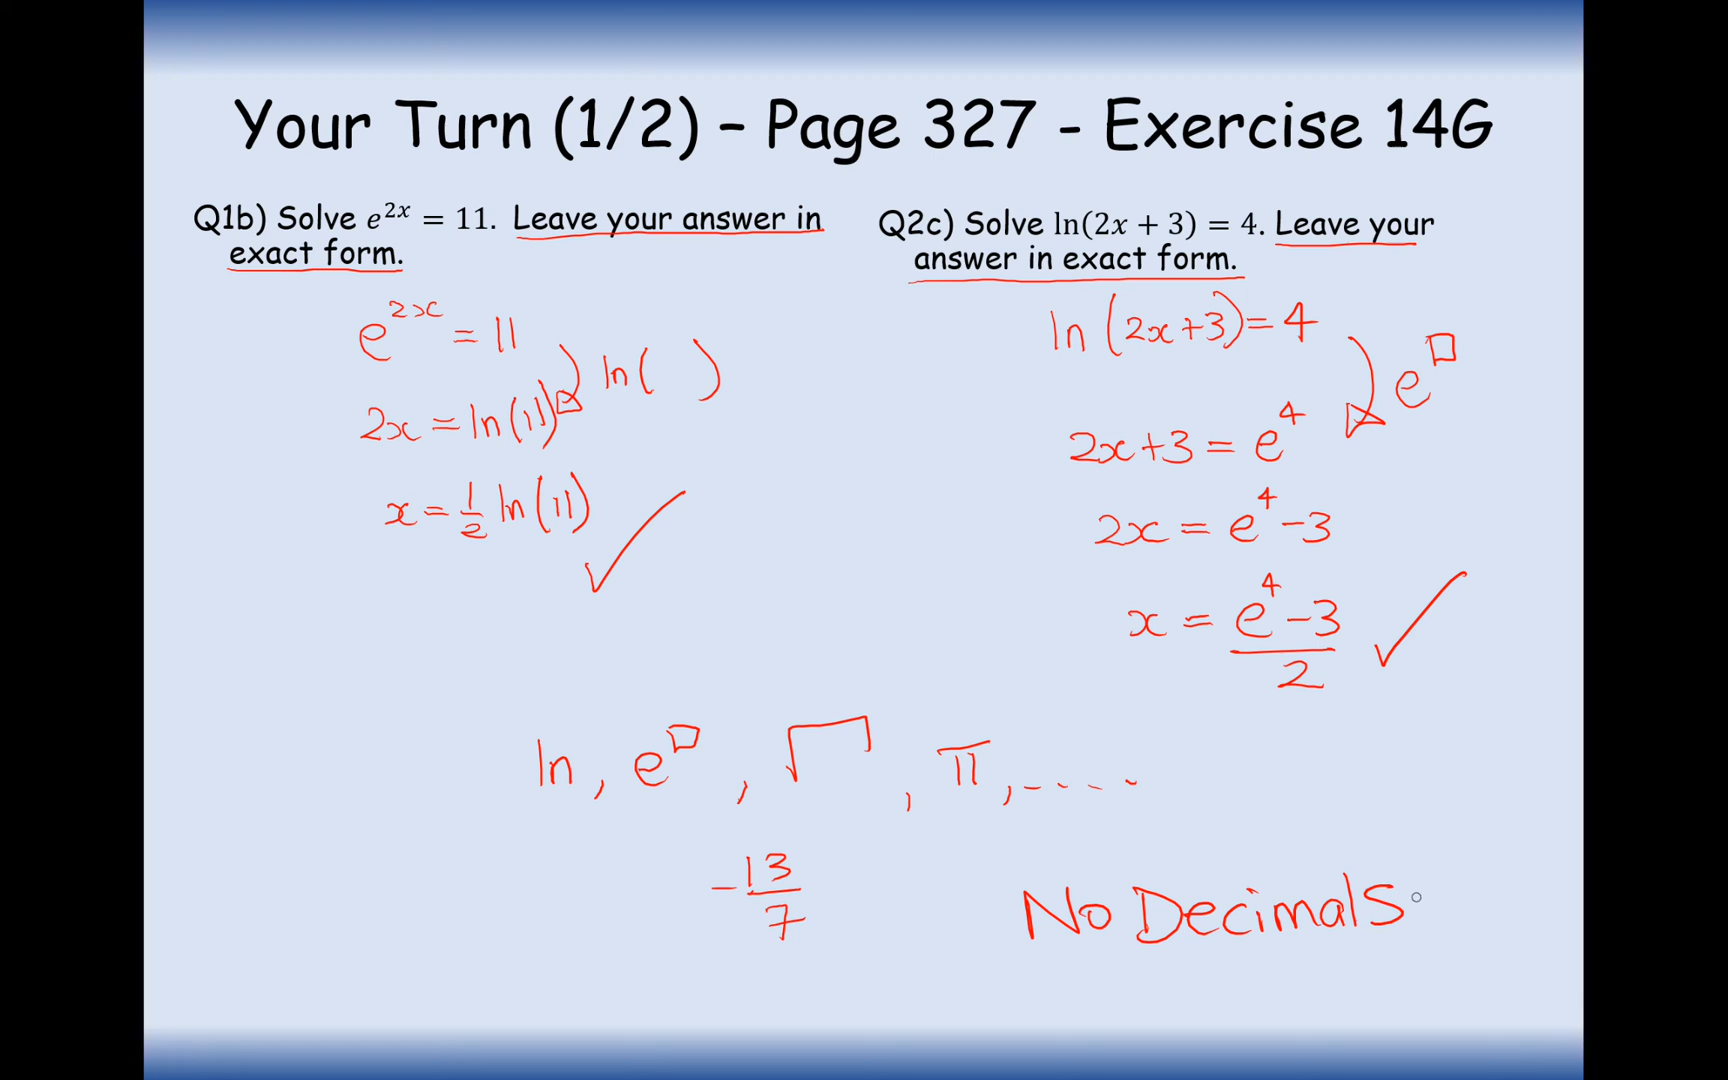 Your Turn (1/2) – Page 327 - Exercise 14G
Q1b) Solve e^{2x} = 11. Leave your answer in
exact form.
e^{2x} = 11
ln( )
2x = ln(11)
x = 1/2 ln(11) ✓
Q2c) Solve ln(2x + 3) = 4. Leave your
answer in exact form.
ln(2x+3) = 4
e^□
2x+3 = e^4
2x = e^4 -3
x = (e^4 -3)/2 ✓
ln, e^□, √, π, .....
-13/7
No Decimals